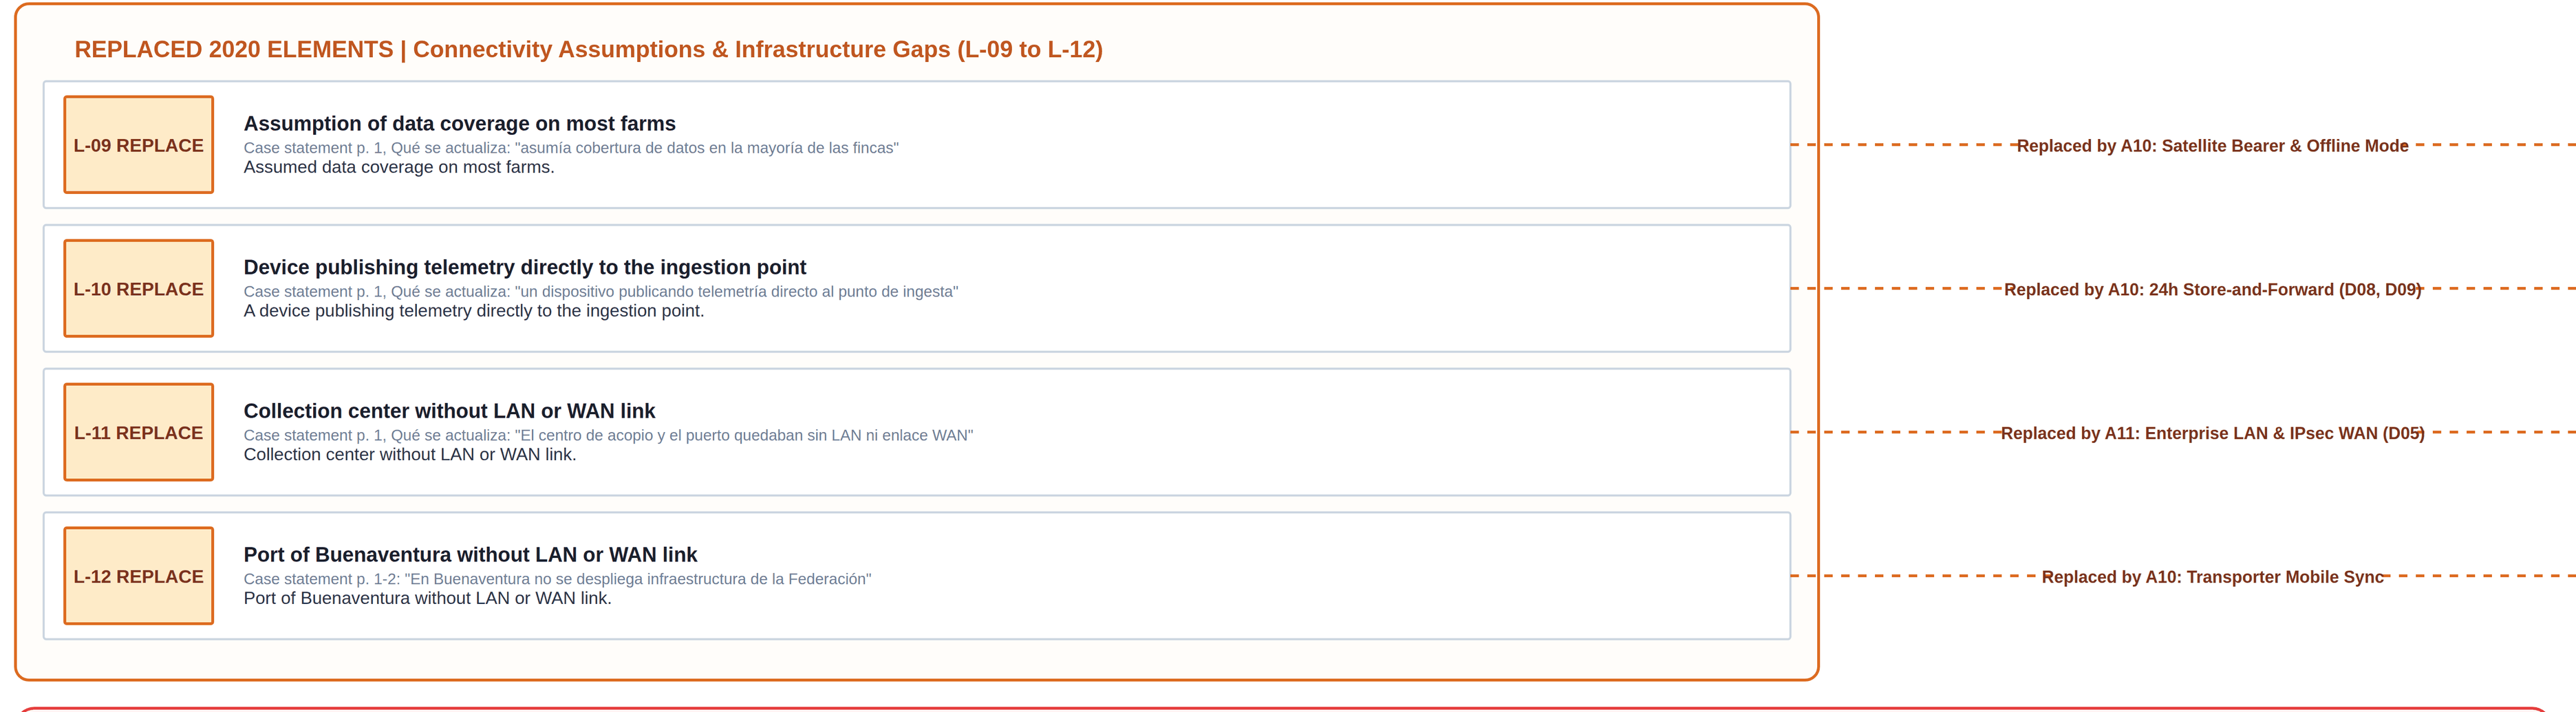 REPLACED 2020 ELEMENTS | Connectivity Assumptions & Infrastructure Gaps (L-09 to L-12)
L-09 REPLACE
Assumption of data coverage on most farms
Case statement p. 1, Qué se actualiza: "asumía cobertura de datos en la mayoría de las fincas"
Assumed data coverage on most farms.
Replaced by A10: Satellite Bearer & Offline Mode
L-10 REPLACE
Device publishing telemetry directly to the ingestion point
Case statement p. 1, Qué se actualiza: "un dispositivo publicando telemetría directo al punto de ingesta"
A device publishing telemetry directly to the ingestion point.
Replaced by A10: 24h Store-and-Forward (D08, D09)
L-11 REPLACE
Collection center without LAN or WAN link
Case statement p. 1, Qué se actualiza: "El centro de acopio y el puerto quedaban sin LAN ni enlace WAN"
Collection center without LAN or WAN link.
Replaced by A11: Enterprise LAN & IPsec WAN (D05)
L-12 REPLACE
Port of Buenaventura without LAN or WAN link
Case statement p. 1-2: "En Buenaventura no se despliega infraestructura de la Federación"
Port of Buenaventura without LAN or WAN link.
Replaced by A10: Transporter Mobile Sync